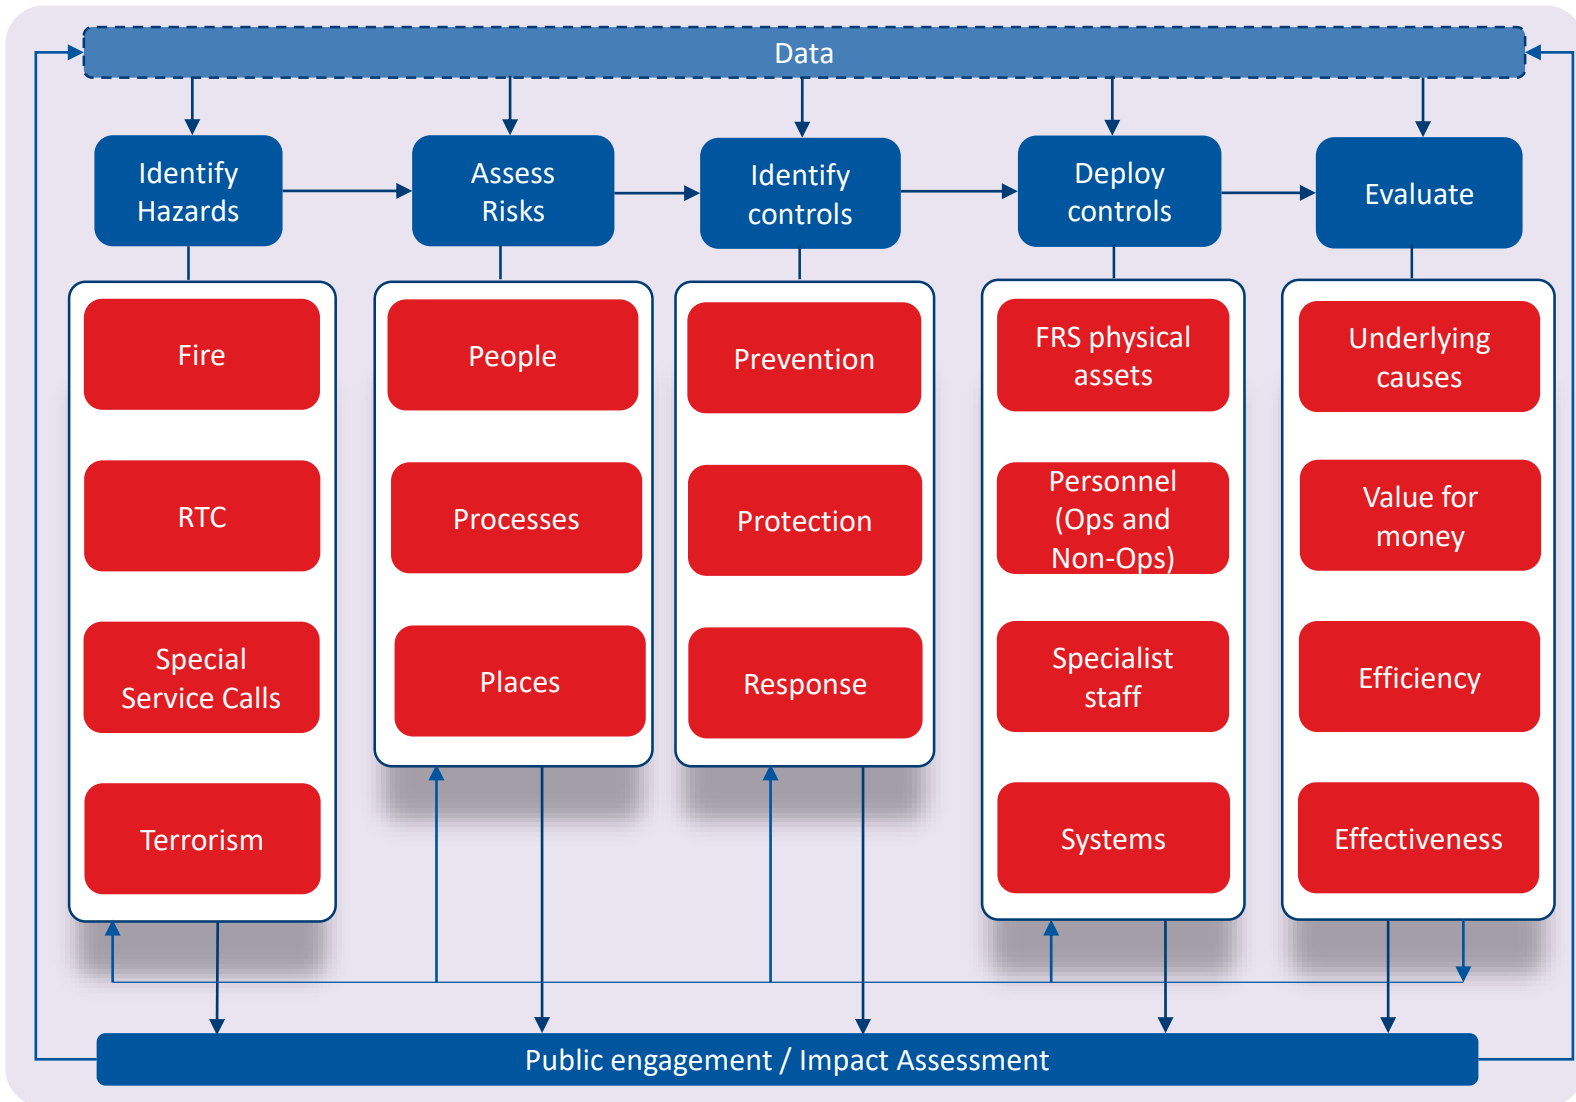 Data
Identify
Hazards
Assess
Risks
Identify
controls
Deploy
controls
Evaluate
Fire
RTC
Special
Service Calls
Terrorism
People
Processes
Places
Prevention
Protection
Response
FRS physical
assets
Personnel
(Ops and
Non-Ops)
Specialist
staff
Systems
Underlying
causes
Value for
money
Efficiency
Effectiveness
Public engagement / Impact Assessment